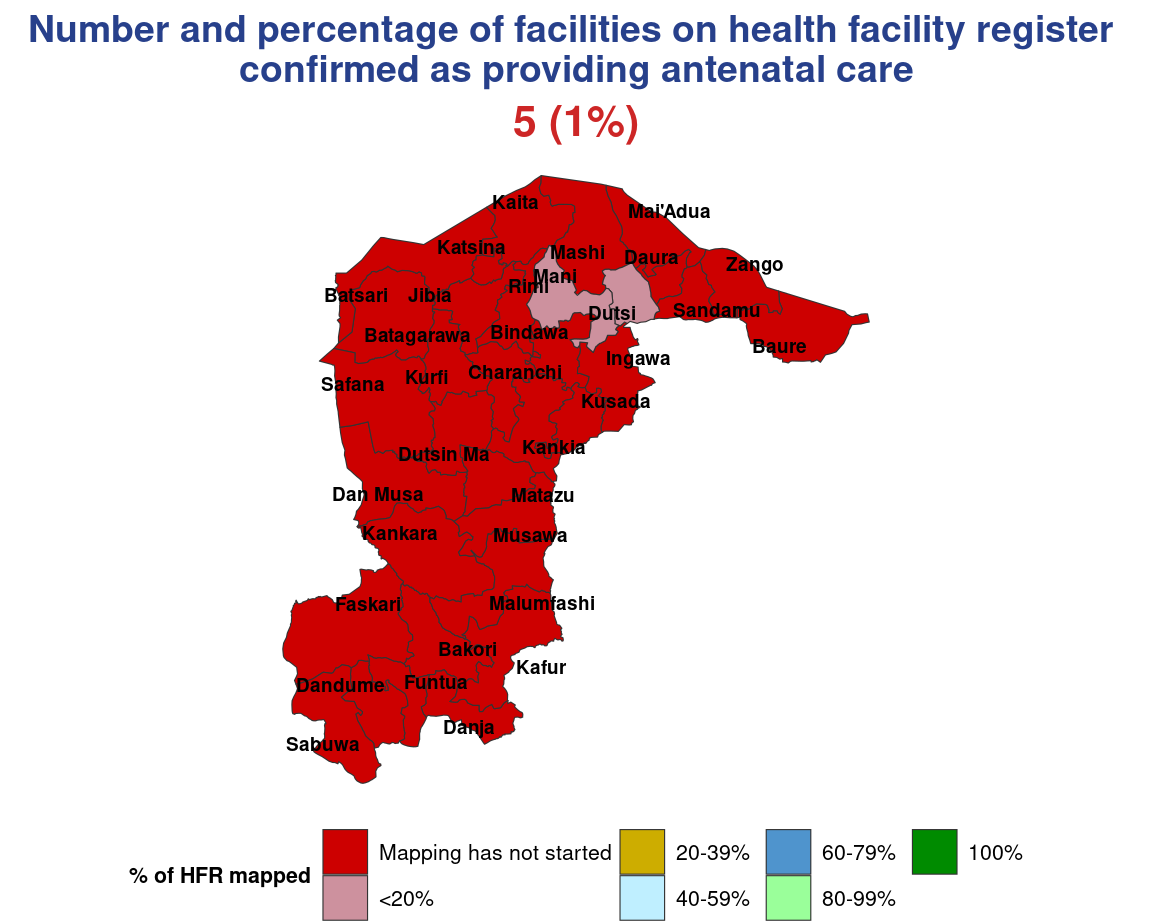 Number and percentage of facilities on health facility register
confirmed as providing antenatal care
5 (1%)
Kaita
Mai'Adua
Katsina
Mashi
Daura
Zango
Mani
Rimi
Batsari
Jibia
Dutsi
Sandamu
Batagarawa
Bindawa
Baure
Ingawa
Safana
Kurfi
Charanchi
Kusada
Dutsin Ma
Kankia
Dan Musa
Matazu
Kankara
Musawa
Faskari
Malumfashi
Bakori
Kafur
Dandume
Funtua
Danja
Sabuwa
% of HFR mapped
Mapping has not started
<20%
20-39%
40-59%
60-79%
80-99%
100%